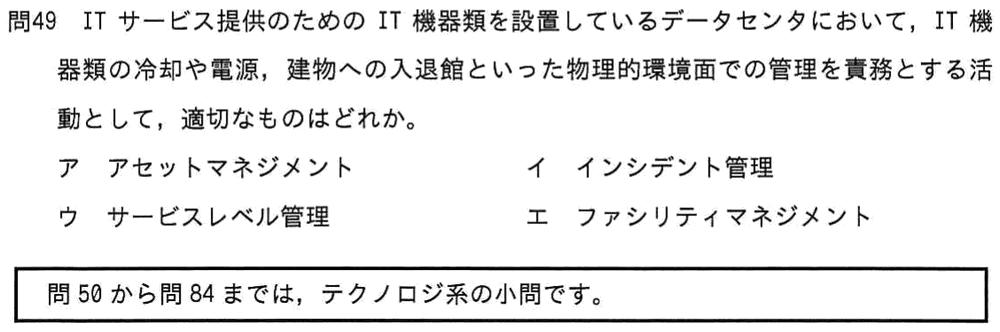 問49 IT サービス提供のための IT 機器類を設置しているデータセンタにおいて，IT 機
器類の冷却や電源，建物への入退館といった物理的環境面での管理を責務とする活
動として，適切なものはどれか。
ア アセットマネジメント イ インシデント管理
ウ サービスレベル管理 エ ファシリティマネジメント
問 50 から問 84 までは，テクノロジ系の小問です。